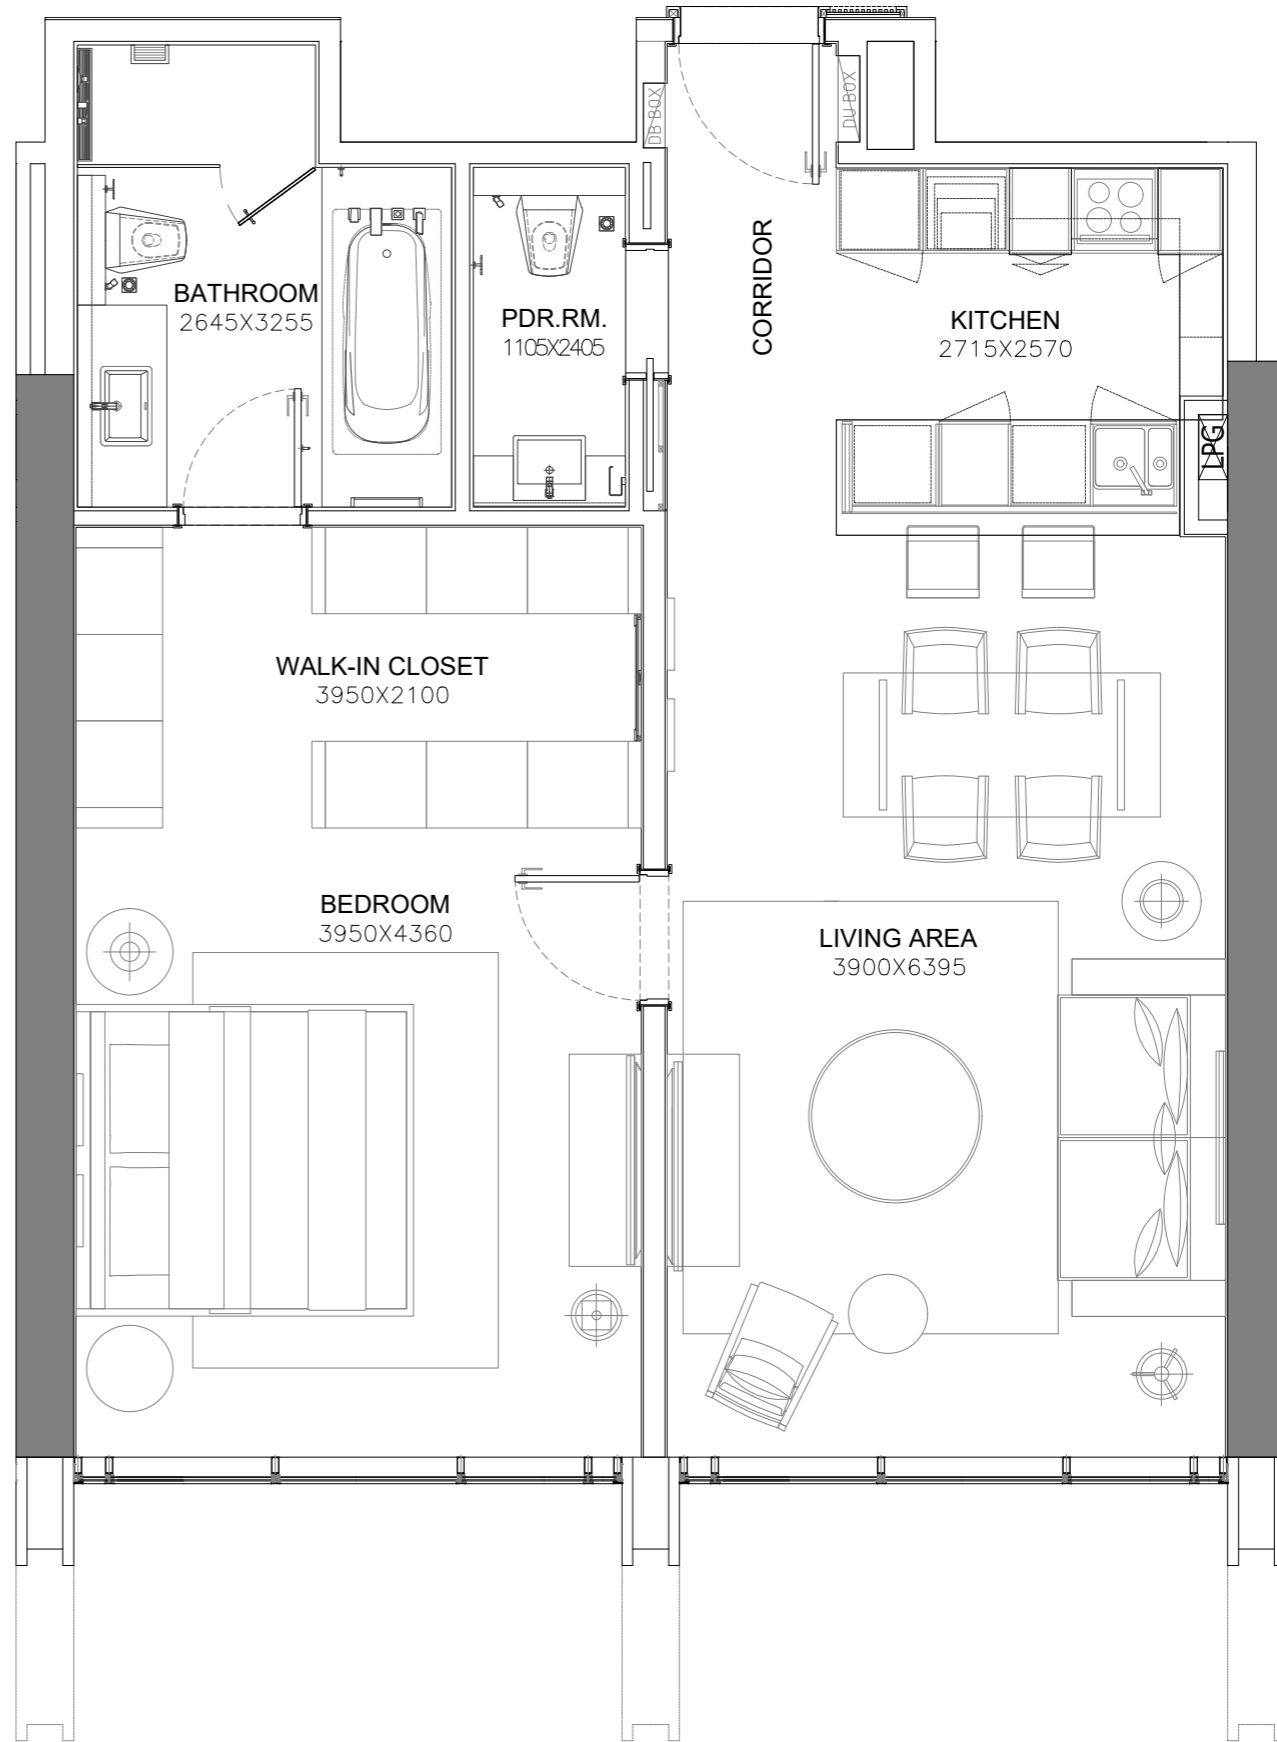 DB BOX
DU BOX
CORRIDOR
BATHROOM
2645X3255
PDR.RM.
1105X2405
KITCHEN
2715X2570
LPG
WALK-IN CLOSET
3950X2100
BEDROOM
3950X4360
LIVING AREA
3900X6395